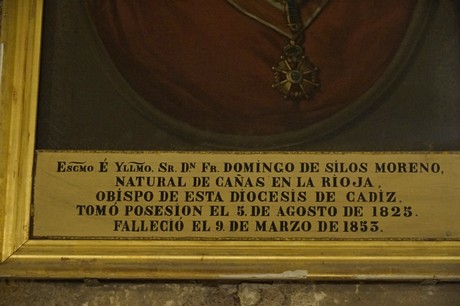 Escmo É Yllmo. Sr. Dn Fr. DOMINGO DE SILOS MORENO,
NATURAL DE CAÑAS EN LA RIOJA,
OBISPO DE ESTA DIOCESIS DE CADIZ.
TOMÓ POSESION EL 5. DE AGOSTO DE 1825.
FALLECIÓ EL 9. DE MARZO DE 1853.